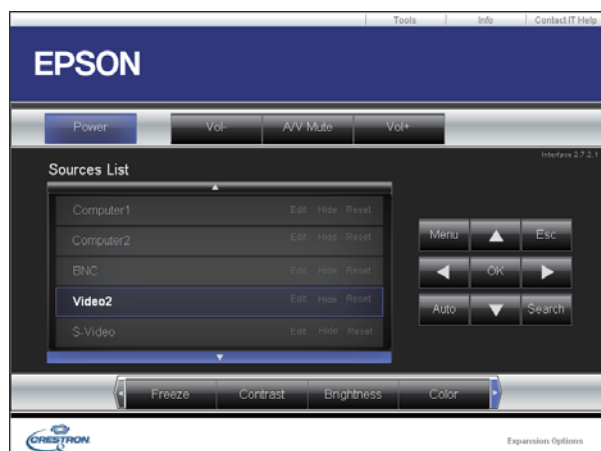 Tools Info Contact IT Help
EPSON
Power Vol- A/V Mute Vol+
Interface 2.7.2.1
Sources List
Computer1 Edit Hide Reset
Computer2 Edit Hide Reset
BNC Edit Hide Reset
Video2 Edit Hide Reset
S-Video Edit Hide Reset
Menu Esc
OK
Auto Search
Freeze Contrast Brightness Color
CRESTRON Expansion Options